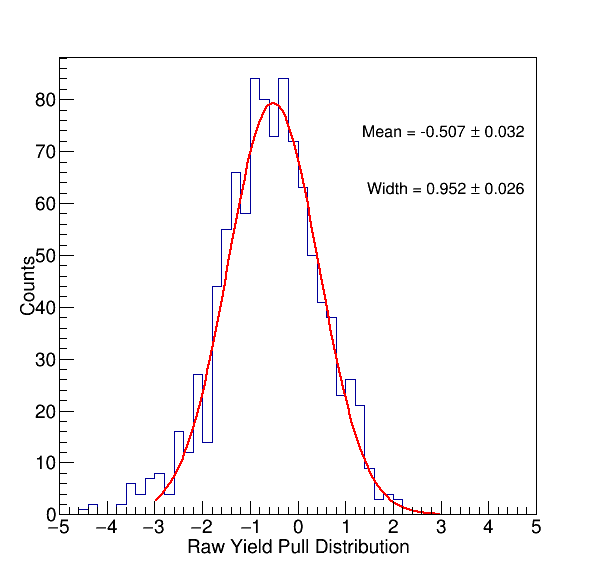 80
70
60
50
40
30
20
10
0
Counts
Mean = -0.507 ± 0.032
Width = 0.952 ± 0.026
−5 −4 −3 −2 −1 0 1 2 3 4 5
Raw Yield Pull Distribution